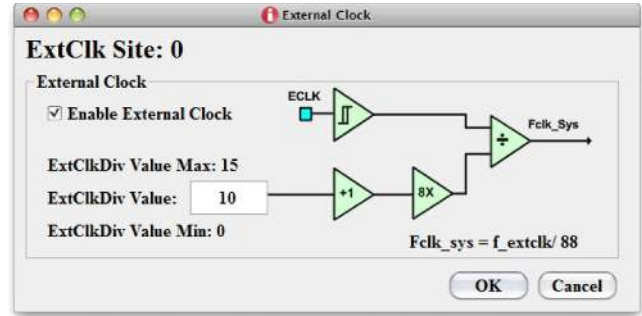 External Clock
ExtClk Site: 0
External Clock
Enable External Clock
ECLK
Fclk_Sys
÷
ExtClkDiv Value Max: 15
ExtClkDiv Value: 10
+1
8X
ExtClkDiv Value Min: 0
Fclk_sys = f_extclk/ 88
OK Cancel